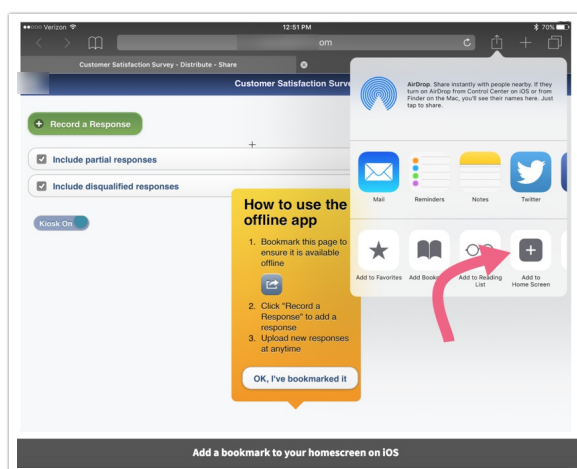 Verizon 12:51 PM 70%
om
Customer Satisfaction Survey - Distribute - Share
Customer Satisfaction Surve
Record a Response
Include partial responses
Include disqualified responses
Kiosk On
How to use the
offline app
1. Bookmark this page to
ensure it is available
offline
2. Click "Record a
Response" to add a
response
3. Upload new responses
at anytime
OK, I've bookmarked it
AirDrop. Share instantly with people nearby. If they
turn on AirDrop from Control Center on iOS or from
Finder on the Mac, you'll see their names here. Just
tap to share.
Mail Reminders Notes Twitter
Add to Favorites Add Book Add to Reading
List Add to
Home Screen
Add a bookmark to your homescreen on iOS